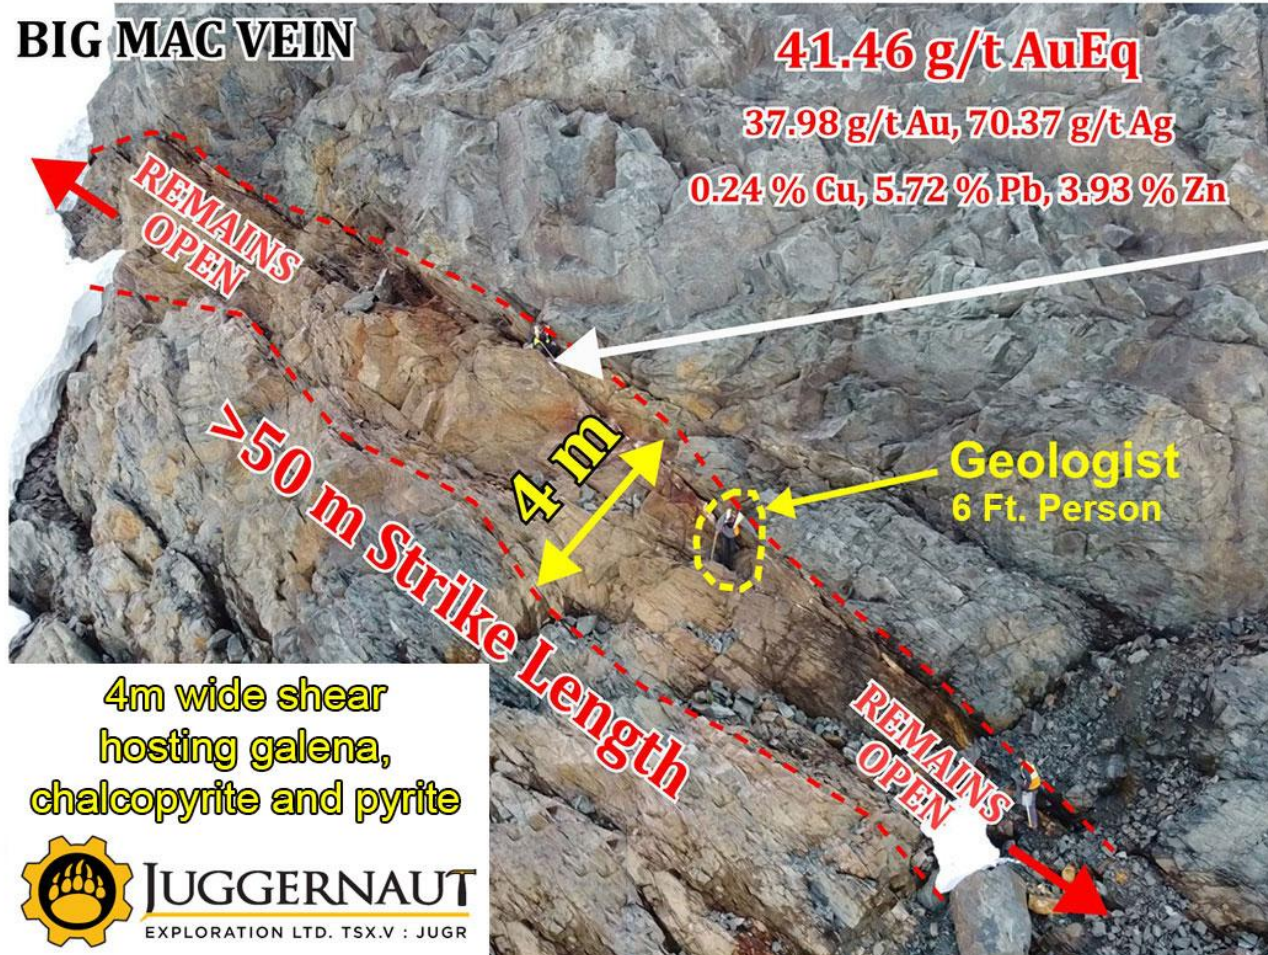 BIG MAC VEIN
41.46 g/t AuEq
37.98 g/t Au, 70.37 g/t Ag
0.24 % Cu, 5.72 % Pb, 3.93 % Zn
REMAINS
OPEN
4 m
>50 m Strike Length
Geologist
6 Ft. Person
REMAINS
OPEN
4m wide shear
hosting galena,
chalcopyrite and pyrite
JUGGERNAUT
EXPLORATION LTD. TSX.V : JUGR